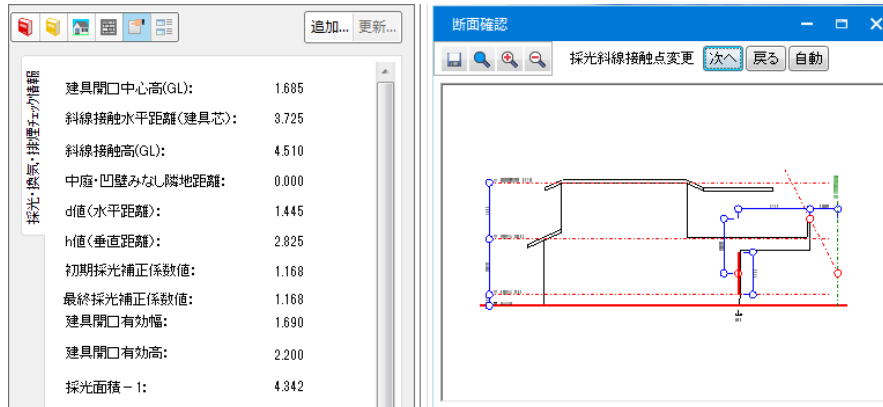 追加... 更新...
採光・換気・排煙チェック情報
建具開口中心高(GL): 1.685
斜線接触水平距離(建具芯): 3.725
斜線接触高(GL): 4.510
中庭・凹壁みなし隣地距離: 0.000
d値(水平距離): 1.445
h値(垂直距離): 2.825
初期採光補正係数値: 1.168
最終採光補正係数値: 1.168
建具開口有効幅: 1.690
建具開口有効高: 2.200
採光面積－1: 4.342
断面確認
採光斜線接触点変更 次へ 戻る 自動